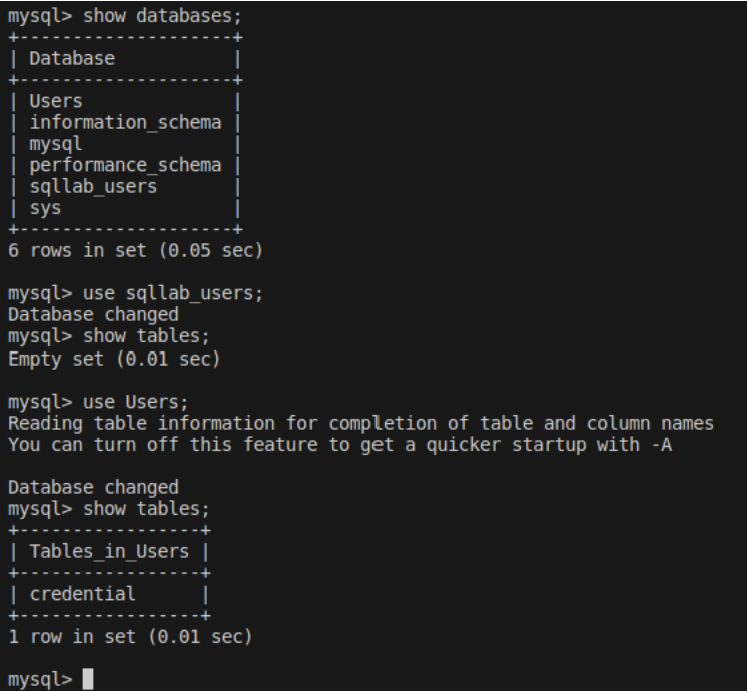 mysql> show databases;
+--------------------+
| Database           |
+--------------------+
| Users              |
| information_schema |
| mysql              |
| performance_schema |
| sqllab_users       |
| sys                |
+--------------------+
6 rows in set (0.05 sec)
mysql> use sqllab_users;
Database changed
mysql> show tables;
Empty set (0.01 sec)
mysql> use Users;
Reading table information for completion of table and column names
You can turn off this feature to get a quicker startup with -A
Database changed
mysql> show tables;
+-----------------+
| Tables_in_Users |
+-----------------+
| credential      |
+-----------------+
1 row in set (0.01 sec)
mysql>